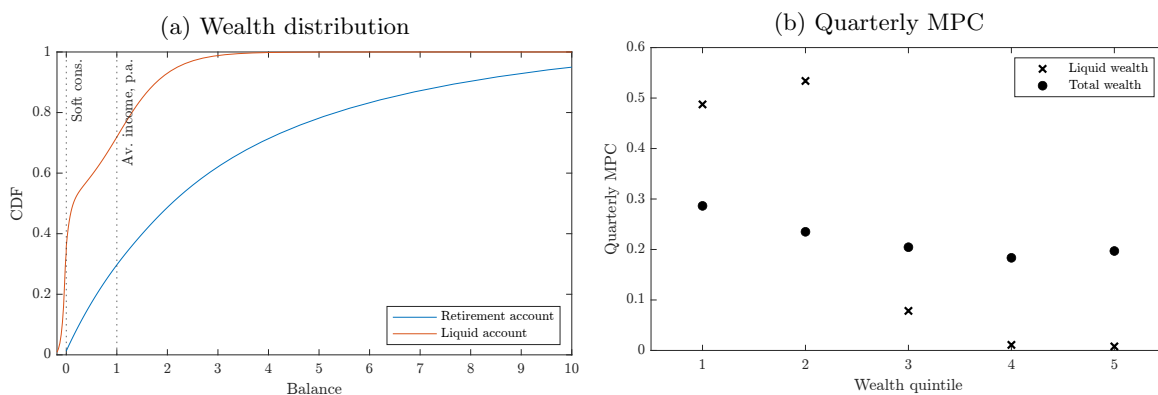 (a) Wealth distribution
1
0.8
0.6
0.4
0.2
0
CDF
Soft cons.
Av. income, p.a.
Retirement account
Liquid account
0 1 2 3 4 5 6 7 8 9 10
Balance
(b) Quarterly MPC
0.6
0.5
0.4
0.3
0.2
0.1
0
Quarterly MPC
Liquid wealth
Total wealth
1 2 3 4 5
Wealth quintile